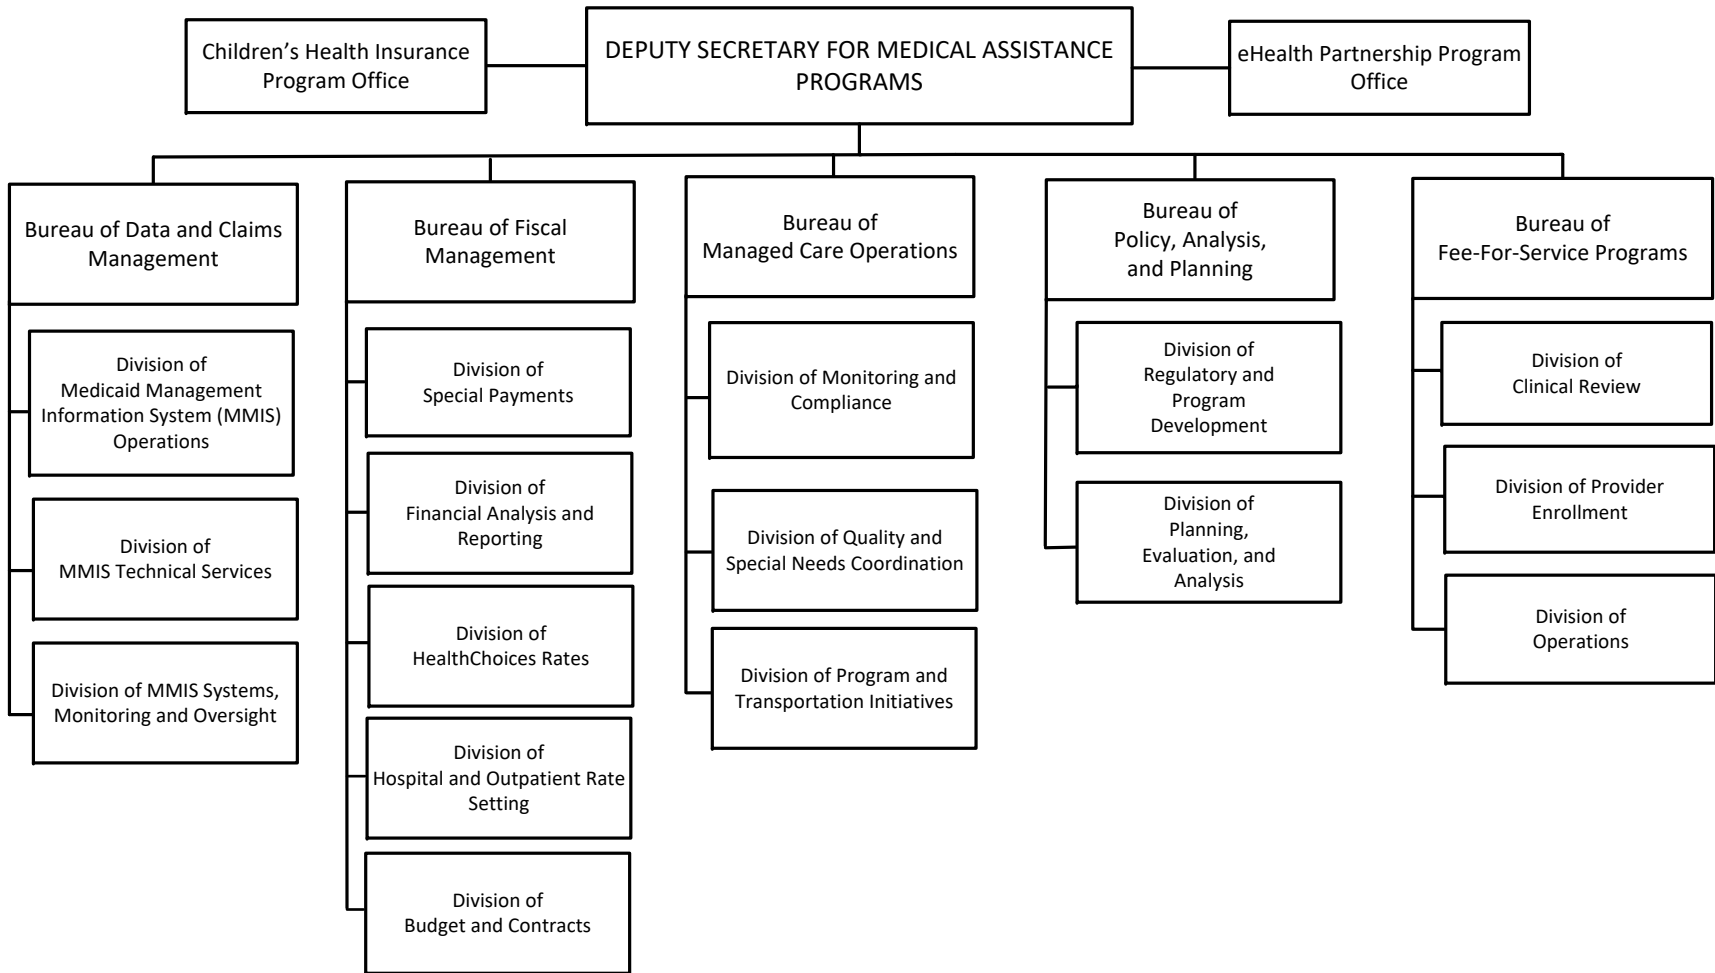 Children’s Health Insurance
Program Office
DEPUTY SECRETARY FOR MEDICAL ASSISTANCE
PROGRAMS
eHealth Partnership Program
Office
Bureau of Data and Claims
Management
Division of
Medicaid Management
Information System (MMIS)
Operations
Division of
MMIS Technical Services
Division of MMIS Systems,
Monitoring and Oversight
Bureau of Fiscal
Management
Division of
Special Payments
Division of
Financial Analysis and
Reporting
Division of
HealthChoices Rates
Division of
Hospital and Outpatient Rate
Setting
Division of
Budget and Contracts
Bureau of
Managed Care Operations
Division of Monitoring and
Compliance
Division of Quality and
Special Needs Coordination
Division of Program and
Transportation Initiatives
Bureau of
Policy, Analysis,
and Planning
Division of
Regulatory and
Program
Development
Division of
Planning,
Evaluation, and
Analysis
Bureau of
Fee-For-Service Programs
Division of
Clinical Review
Division of Provider
Enrollment
Division of
Operations